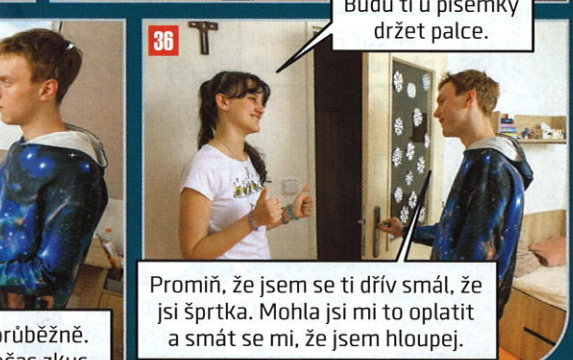 36
Budu ti u písemky
držet palce.
Promiň, že jsem se ti dřív smál, že
jsi šprtka. Mohla jsi mi to oplatit
a smát se mi, že jsem hloupej.
průběžně.
zkus